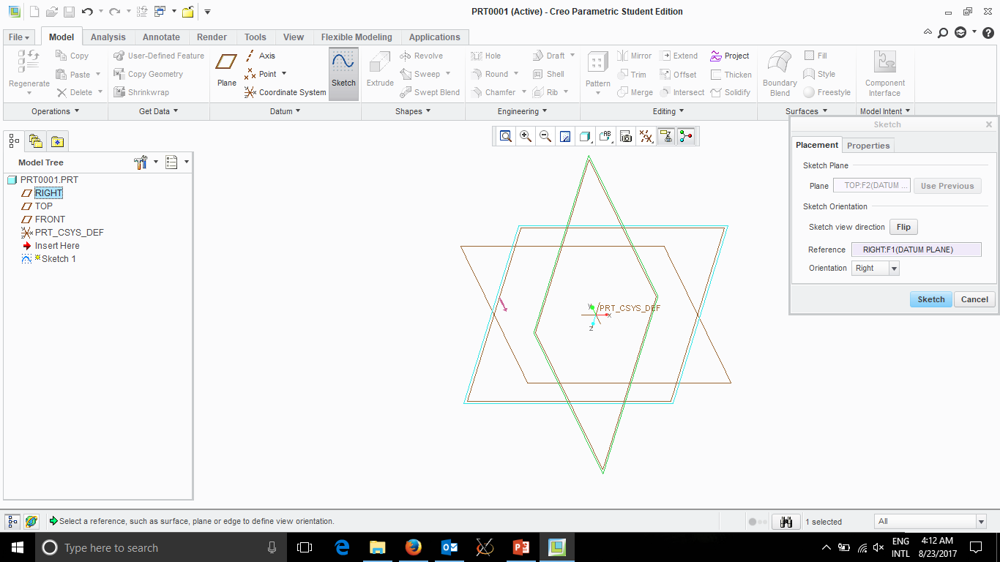 PRT0001 (Active) - Creo Parametric Student Edition
File Model Analysis Annotate Render Tools View Flexible Modeling Applications
Regenerate
Copy
Paste
Delete
User-Defined Feature
Copy Geometry
Shrinkwrap
Plane
Axis
Point
Coordinate System
Sketch
Extrude
Revolve
Sweep
Swept Blend
Hole
Round
Chamfer
Draft
Shell
Rib
Pattern
Mirror
Trim
Merge
Extend
Offset
Intersect
Project
Thicken
Solidify
Boundary
Blend
Fill
Style
Freestyle
Component
Interface
Operations Get Data Datum Shapes Engineering Editing Surfaces Model Intent
Model Tree
PRT0001.PRT
RIGHT
TOP
FRONT
PRT_CSYS_DEF
Insert Here
Sketch 1
Y PRT_CSYS_DEF
X
Z
Sketch
Placement Properties
Sketch Plane
Plane TOP:F2(DATUM ... Use Previous
Sketch Orientation
Sketch view direction Flip
Reference RIGHT:F1(DATUM PLANE)
Orientation Right
Sketch Cancel
Select a reference, such as surface, plane or edge to define view orientation.
1 selected All
Type here to search
ENG
INTL
4:12 AM
8/23/2017